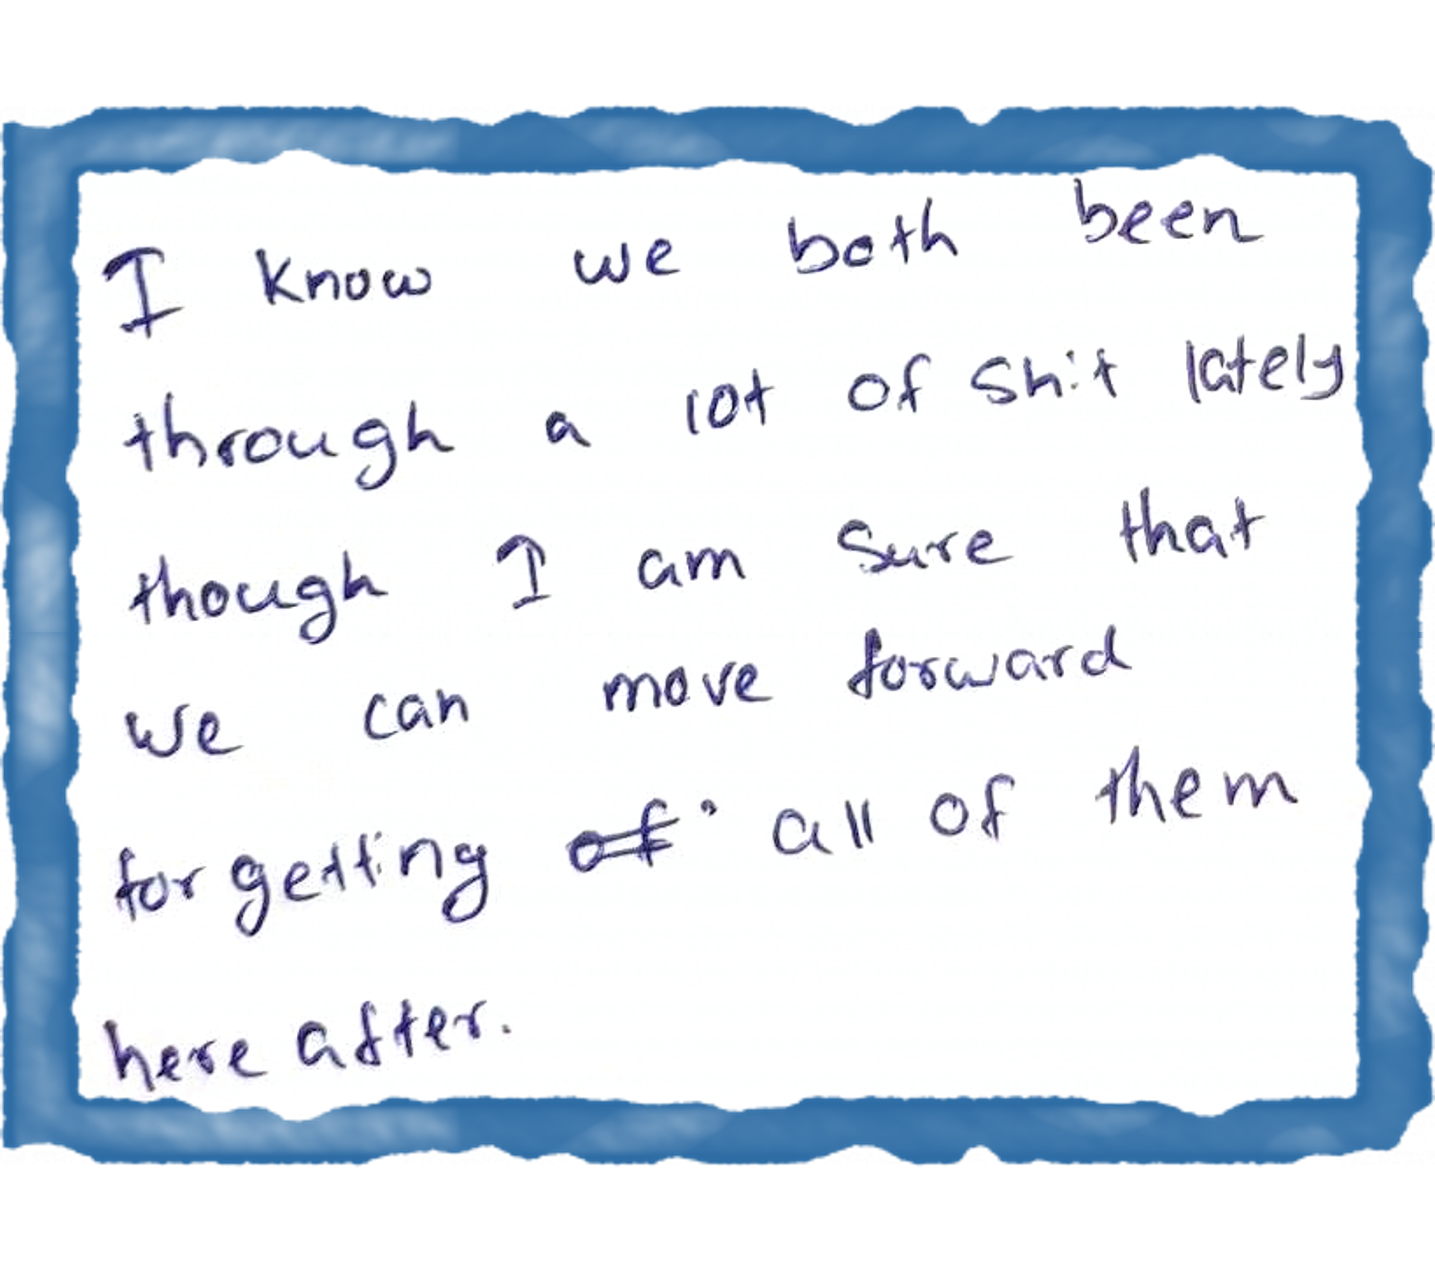 I know we both been
through a lot of shit lately
though I am sure that
we can move forward
forgetting of all of them
here after.